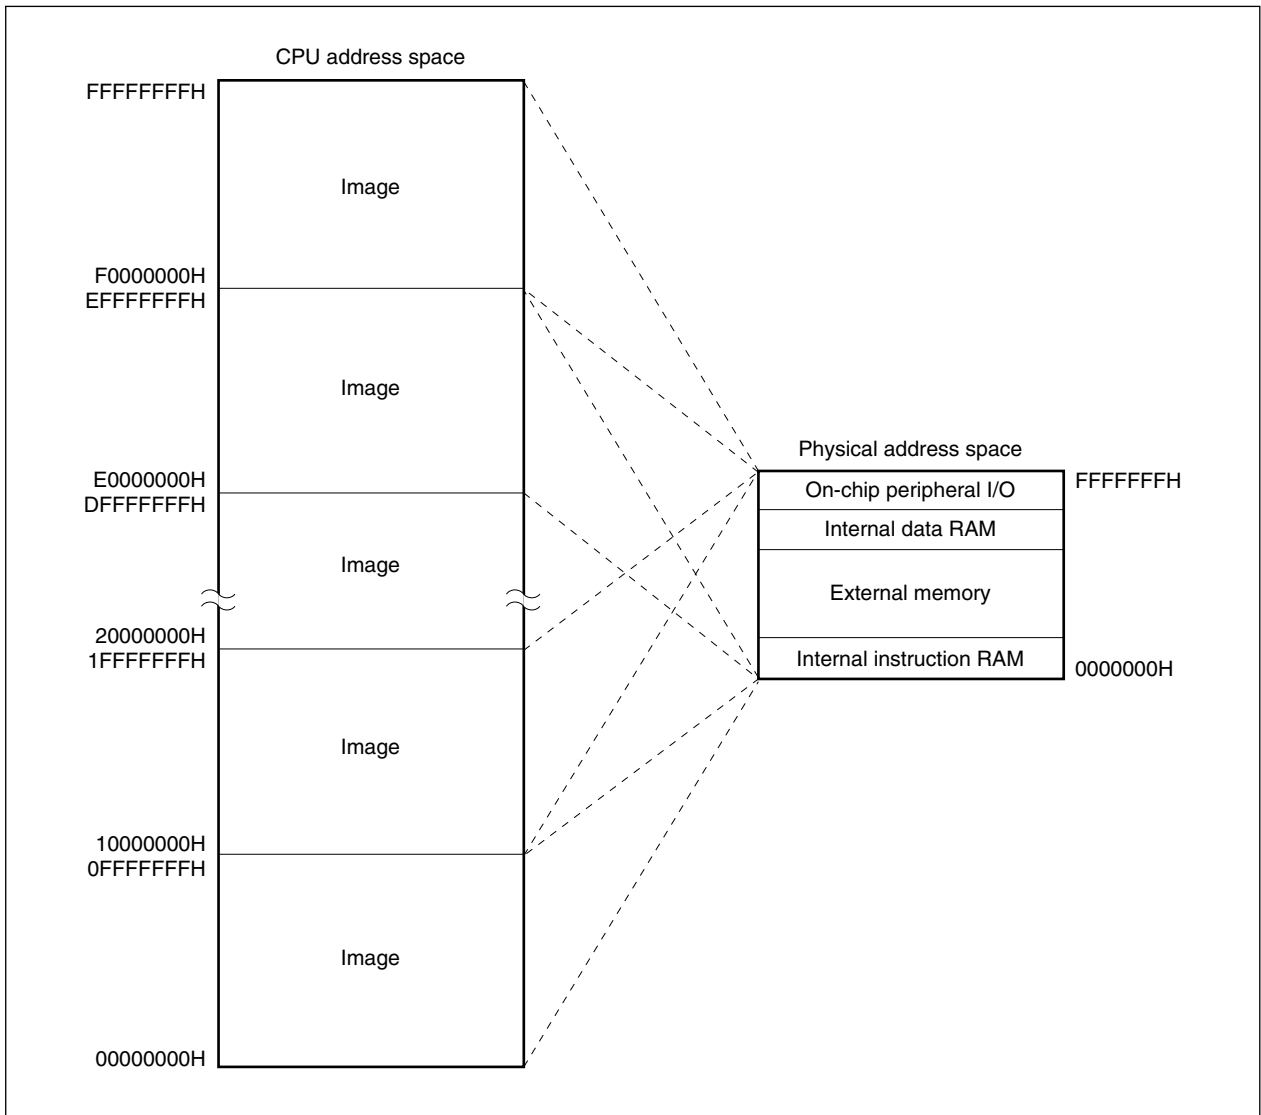 CPU address space
FFFFFFFFH
Image
F0000000H
EFFFFFFFH
Image
E0000000H
DFFFFFFFH
Image
20000000H
1FFFFFFFH
Image
10000000H
0FFFFFFFH
Image
00000000H
Physical address space
On-chip peripheral I/O
FFFFFFFH
Internal data RAM
External memory
Internal instruction RAM
0000000H